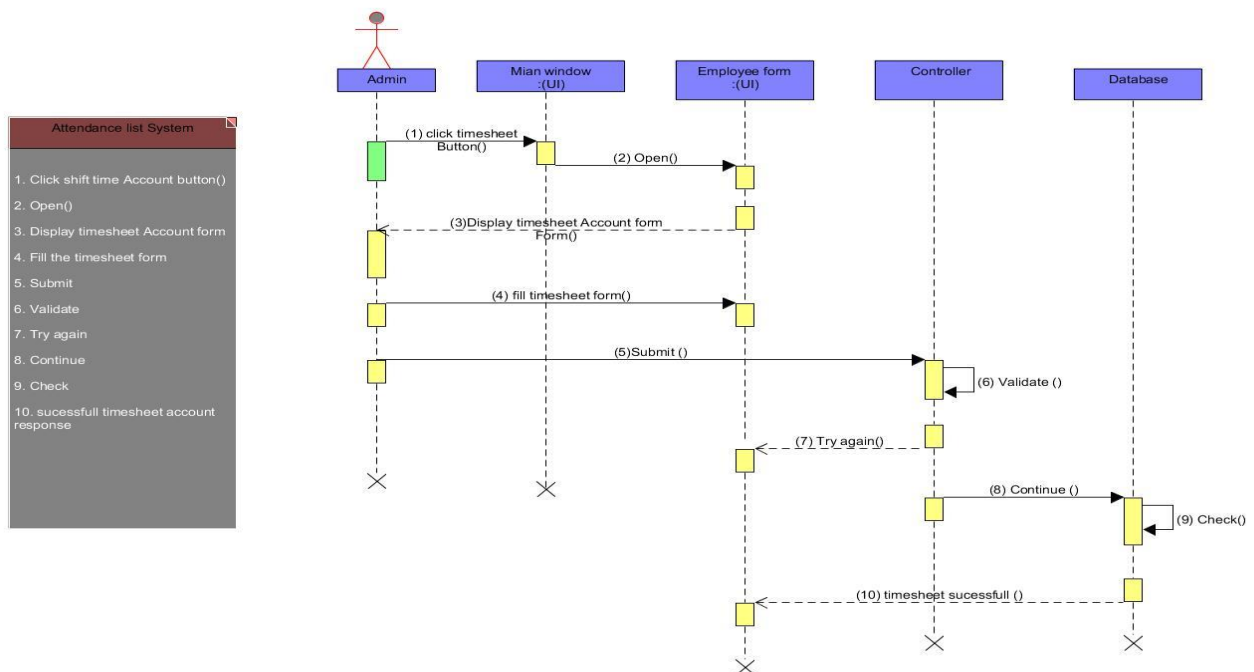 Admin
Mian window
:(UI)
Employee form
:(UI)
Controller
Database
Attendance list System
1. Click shift time Account button()
2. Open()
3. Display timesheet Account form
4. Fill the timesheet form
5. Submit
6. Validate
7. Try again
8. Continue
9. Check
10. sucessfull timesheet account
response
(1) click timesheet
Button()
(2) Open()
(3)Display timesheet Account form
Form()
(4) fill timesheet form()
(5)Submit ()
(6) Validate ()
(7) Try again()
(8) Continue ()
(9) Check()
(10) timesheet sucessfull ()